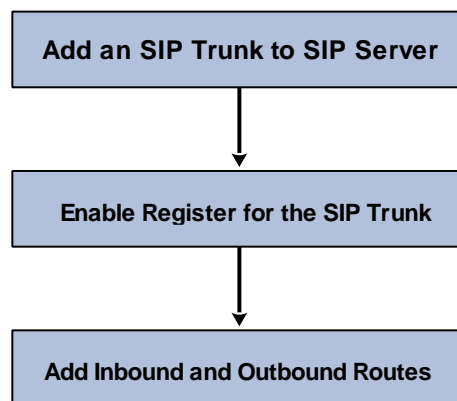 Add an SIP Trunk to SIP Server
Enable Register for the SIP Trunk
Add Inbound and Outbound Routes